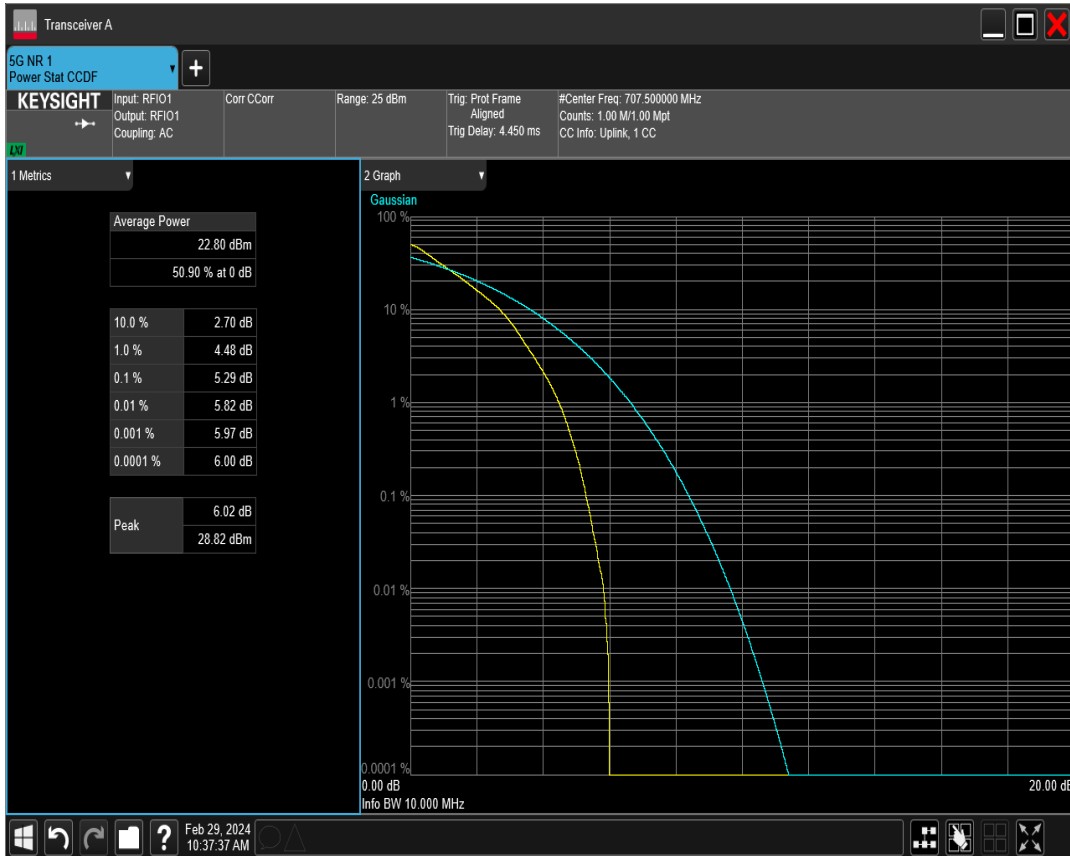 Transceiver A
5G NR 1
Power Stat CCDF
KEYSIGHT
LXI
Input: RFIO1
Output: RFIO1
Coupling: AC
Corr CCorr
Range: 25 dBm
Trig: Prot Frame
Aligned
Trig Delay: 4.450 ms
#Center Freq: 707.500000 MHz
Counts: 1.00 M/1.00 Mpt
CC Info: Uplink, 1 CC
1 Metrics
Average Power
22.80 dBm
50.90 % at 0 dB
10.0 % 2.70 dB
1.0 % 4.48 dB
0.1 % 5.29 dB
0.01 % 5.82 dB
0.001 % 5.97 dB
0.0001 % 6.00 dB
Peak
6.02 dB
28.82 dBm
2 Graph
Gaussian
100 %
10 %
1 %
0.1 %
0.01 %
0.001 %
0.0001 %
0.00 dB 20.00 dB
Info BW 10.000 MHz
? Feb 29, 2024
10:37:37 AM